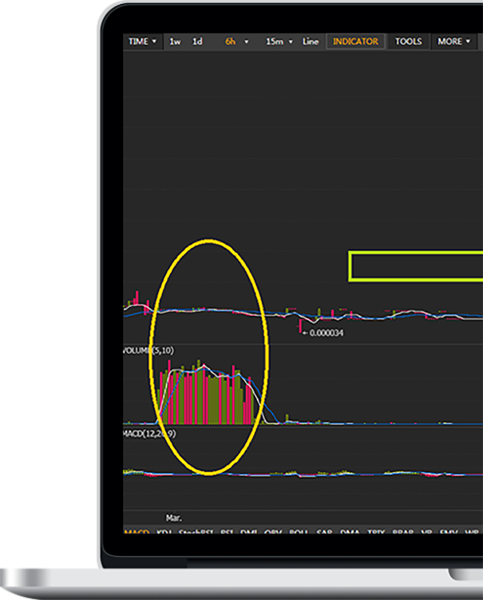 TIME 1w 1d 6h 15m Line INDICATOR TOOLS MORE
← 0.000034
VOLUME(5,10)
MACD(12,26,9)
Mar.
MACD KDJ StochRSI RSI DMI OBV BOLL SAR DMA TRIX BRAR VR EMV WR